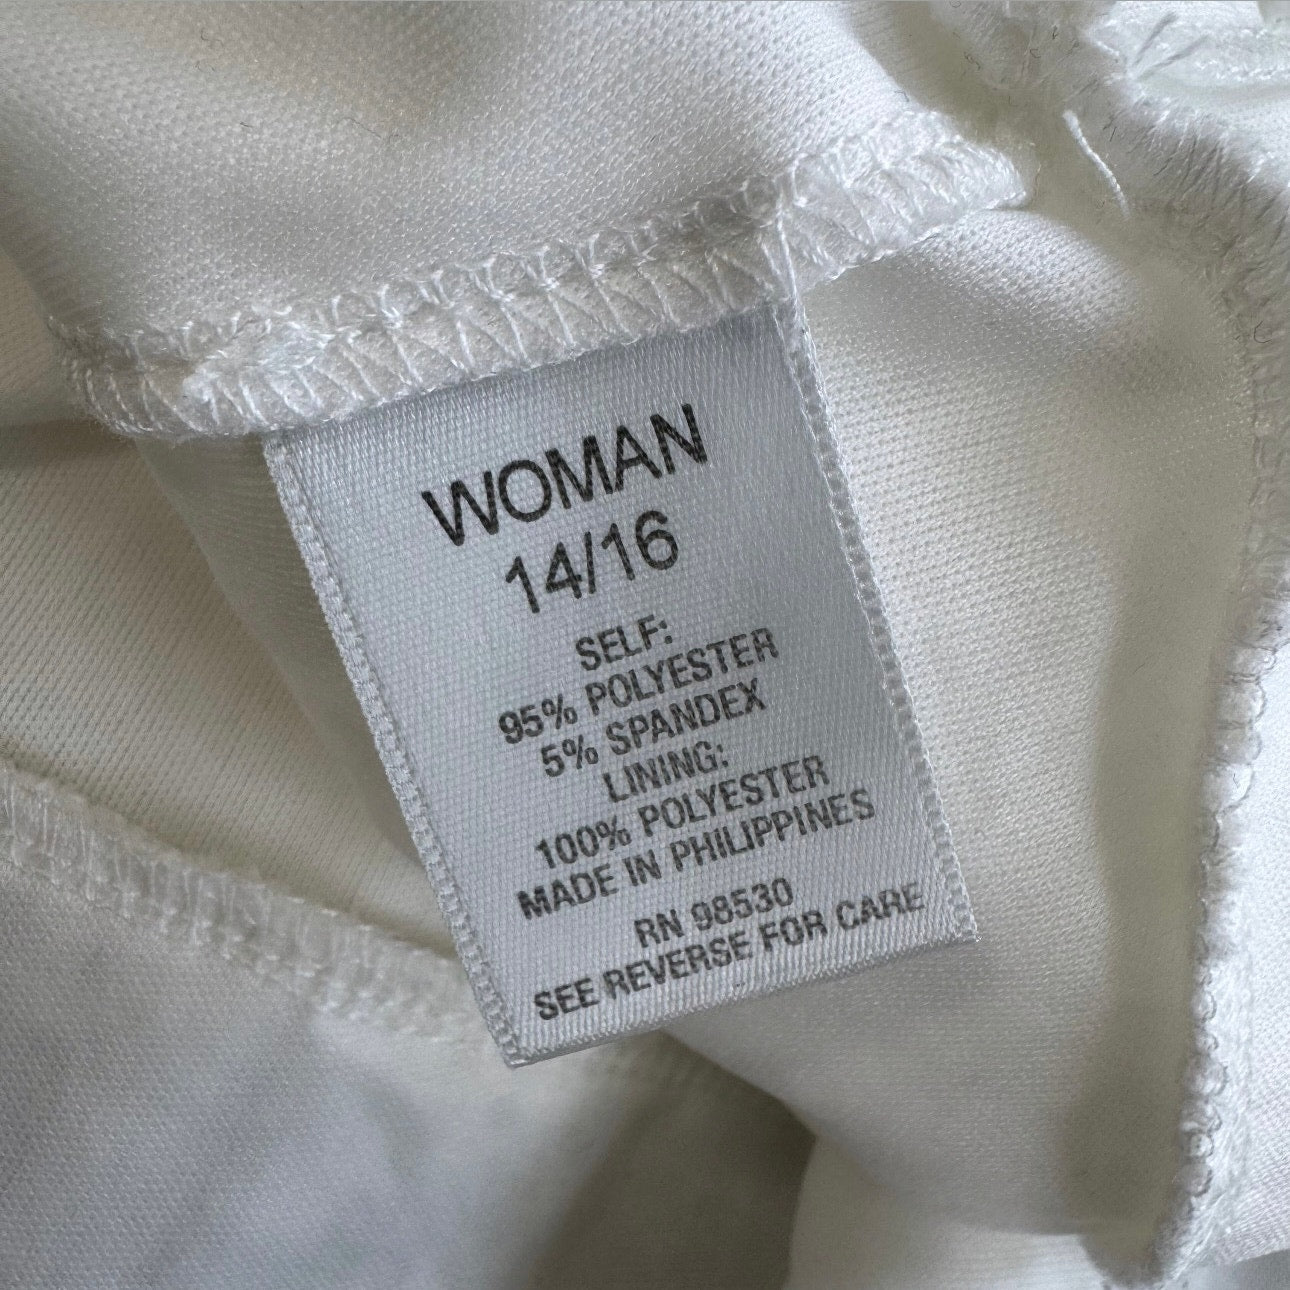 WOMAN
14/16
SELF:
95% POLYESTER
5% SPANDEX
LINING:
100% POLYESTER
MADE IN PHILIPPINES
RN 98530
SEE REVERSE FOR CARE